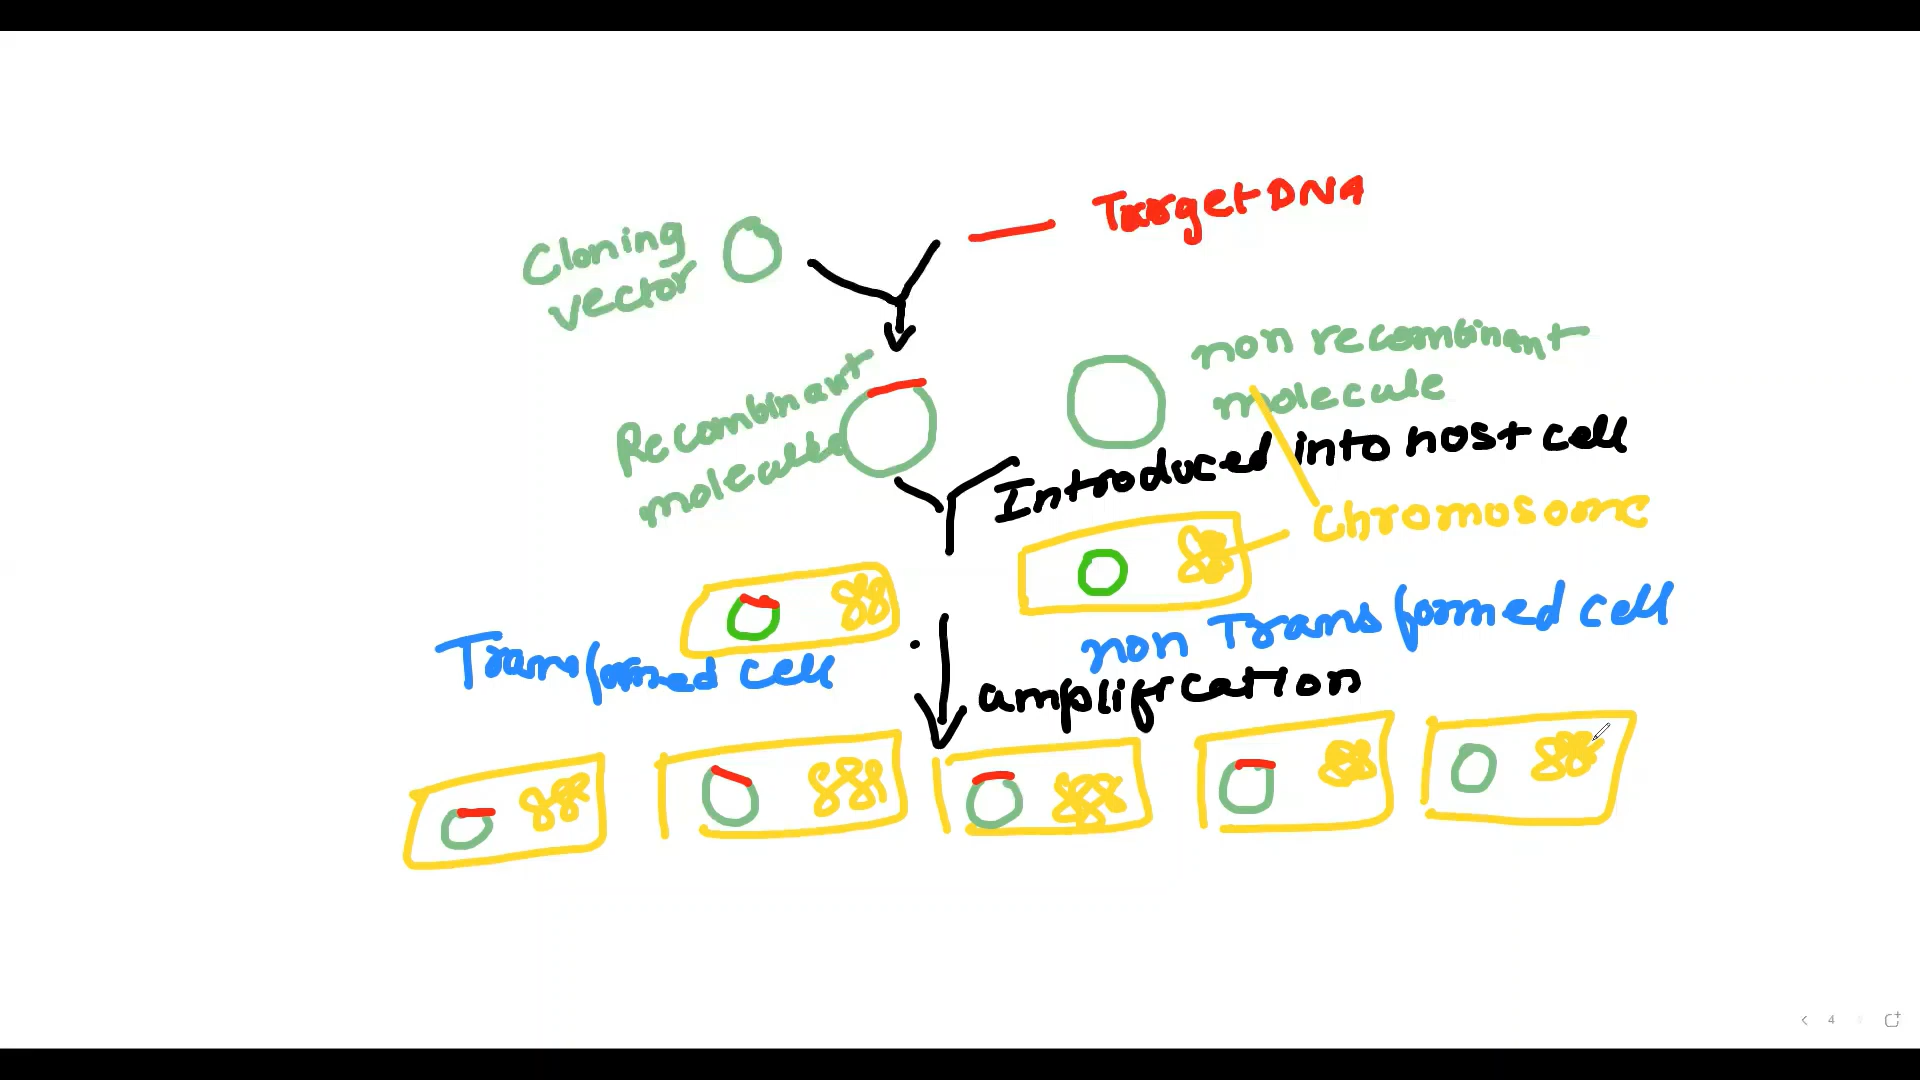 Target DNA
Cloning
vector
non recombinant
molecule
Recombinant
molecule
Introduced into host cell
chromosome
non Transformed cell
Transformed cell
amplification
4